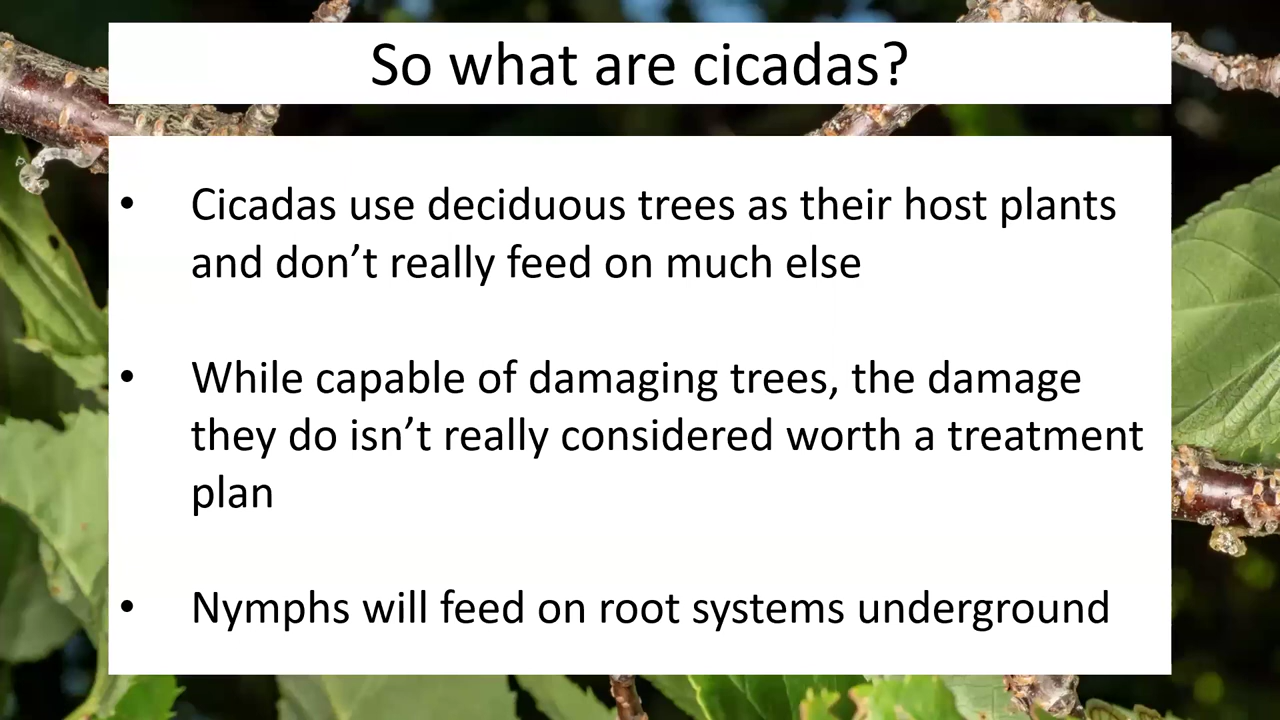 So what are cicadas?
• Cicadas use deciduous trees as their host plants
and don’t really feed on much else
• While capable of damaging trees, the damage
they do isn’t really considered worth a treatment
plan
• Nymphs will feed on root systems underground